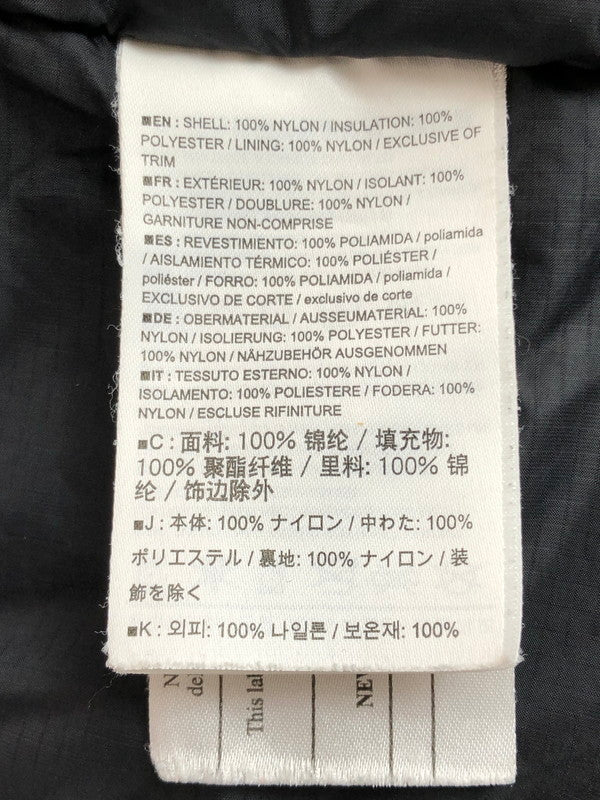 ■EN : SHELL: 100% NYLON / INSULATION: 100%
POLYESTER / LINING: 100% NYLON / EXCLUSIVE OF
TRIM
■FR : EXTÉRIEUR: 100% NYLON / ISOLANT: 100%
POLYESTER / DOUBLURE: 100% NYLON /
GARNITURE NON-COMPRISE
■ES : REVESTIMIENTO: 100% POLIAMIDA / poliamida
/ AISLAMIENTO TÉRMICO: 100% POLIÉSTER /
poliéster / FORRO: 100% POLIAMIDA / poliamida /
EXCLUSIVO DE CORTE / exclusivo de corte
■DE : OBERMATERIAL / AUSSEUMATERIAL: 100%
NYLON / ISOLIERUNG: 100% POLYESTER / FUTTER:
100% NYLON / NÄHZUBEHÖR AUSGENOMMEN
■IT : TESSUTO ESTERNO: 100% NYLON /
ISOLAMENTO: 100% POLIESTERE / FODERA: 100%
NYLON / ESCLUSE RIFINITURE
■C : 面料: 100% 锦纶 / 填充物:
100% 聚酯纤维 / 里料: 100% 锦
纶 / 饰边除外
■J : 本体: 100% ナイロン / 中わた: 100%
ポリエステル / 裏地: 100% ナイロン / 装
飾を除く
■K : 외피: 100% 나일론 / 보온재: 100%
This